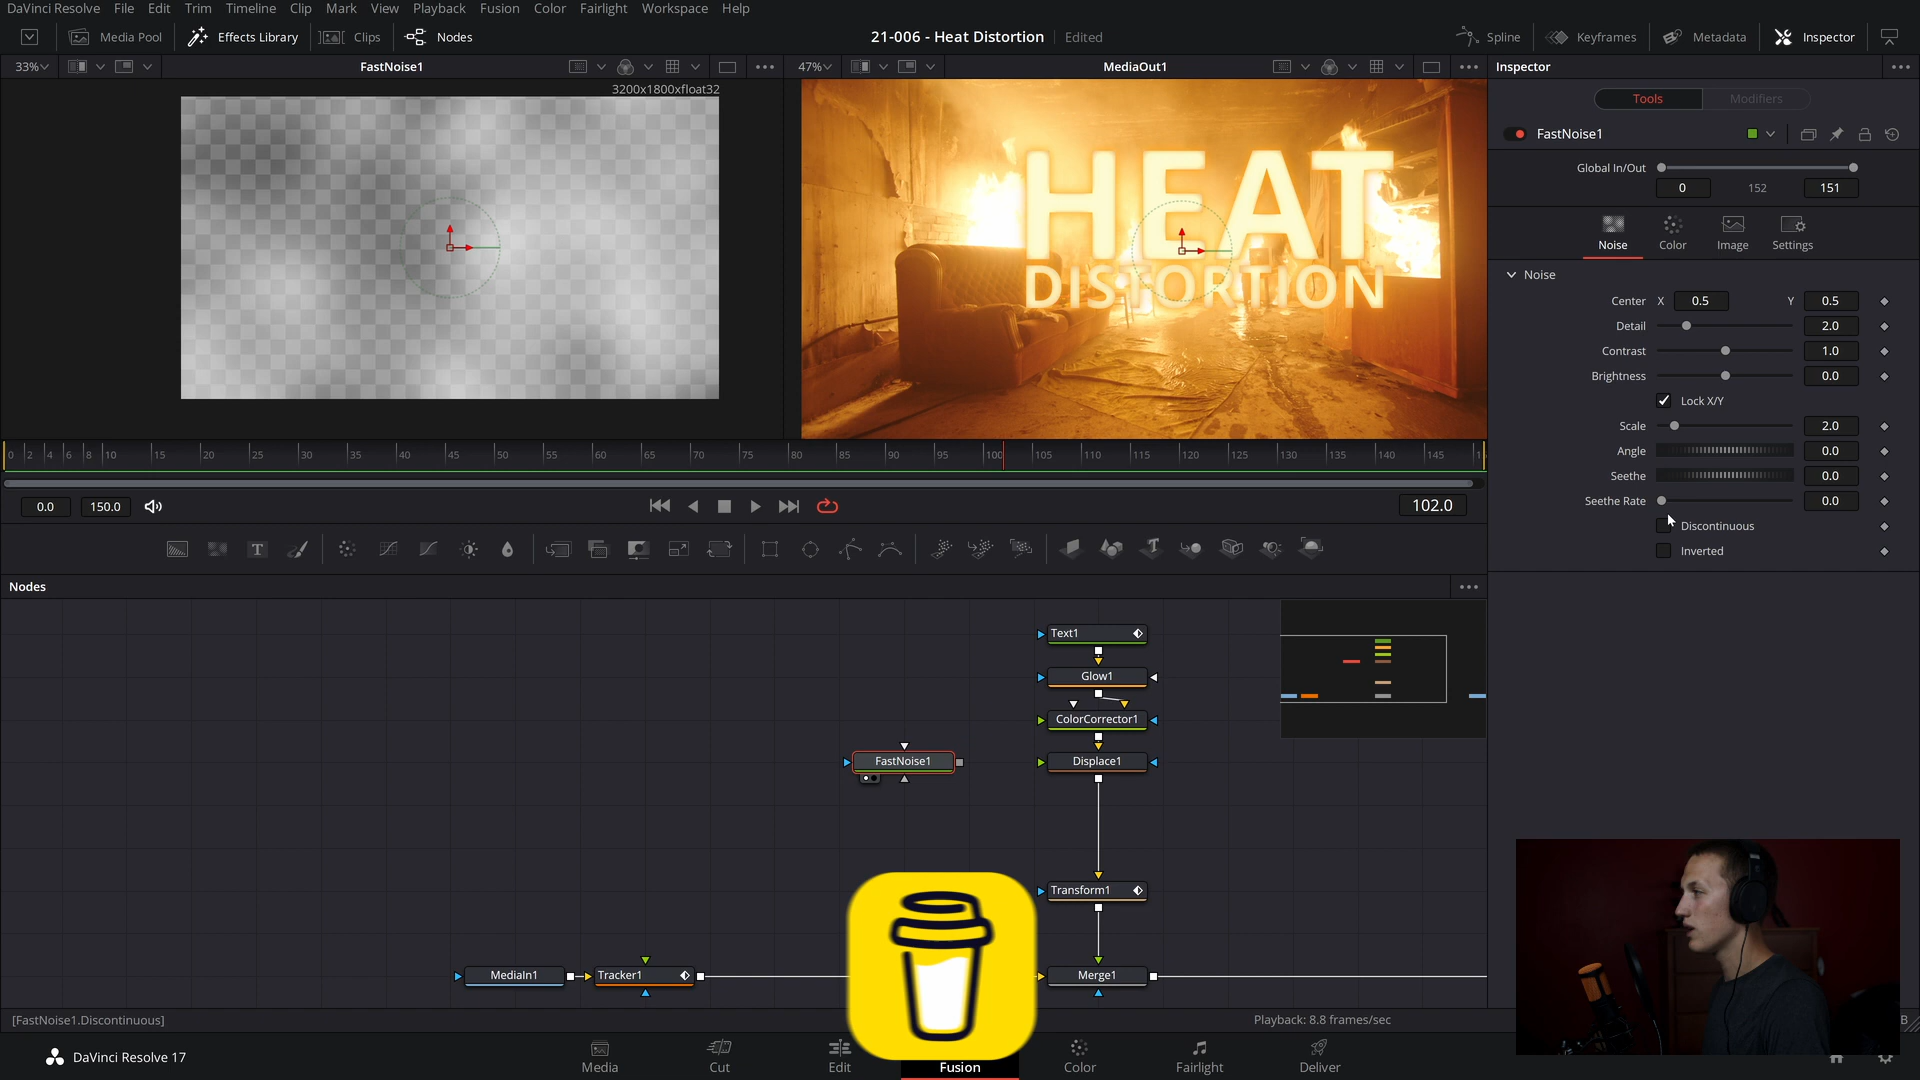 DaVinci Resolve File Edit Trim Timeline Clip Mark View Playback Fusion Color Fairlight Workspace Help
Media Pool Effects Library Clips Nodes 21-006 - Heat Distortion Edited Spline Keyframes Metadata Inspector
33% FastNoise1 47% MediaOut1 Inspector
3200x1800xfloat32
Tools Modifiers
FastNoise1
Global In/Out
0 152 151
Noise Color Image Settings
Noise
Center X 0.5 Y 0.5
Detail 2.0
Contrast 1.0
Brightness 0.0
Lock X/Y
Scale 2.0
Angle 0.0
Seethe 0.0
Seethe Rate 0.0
Discontinuous
Inverted
HEAT
DISTORTION
0 2 4 6 8 10 15 20 25 30 35 40 45 50 55 60 65 70 75 80 85 90 95 100 105 110 115 120 125 130 135 140 145
0.0 150.0 102.0
Nodes
Text1
Glow1
ColorCorrector1
FastNoise1 Displace1
Transform1
MediaIn1 Tracker1 Merge1
[FastNoise1.Discontinuous] Playback: 8.8 frames/sec
DaVinci Resolve 17 Media Cut Edit Fusion Color Fairlight Deliver